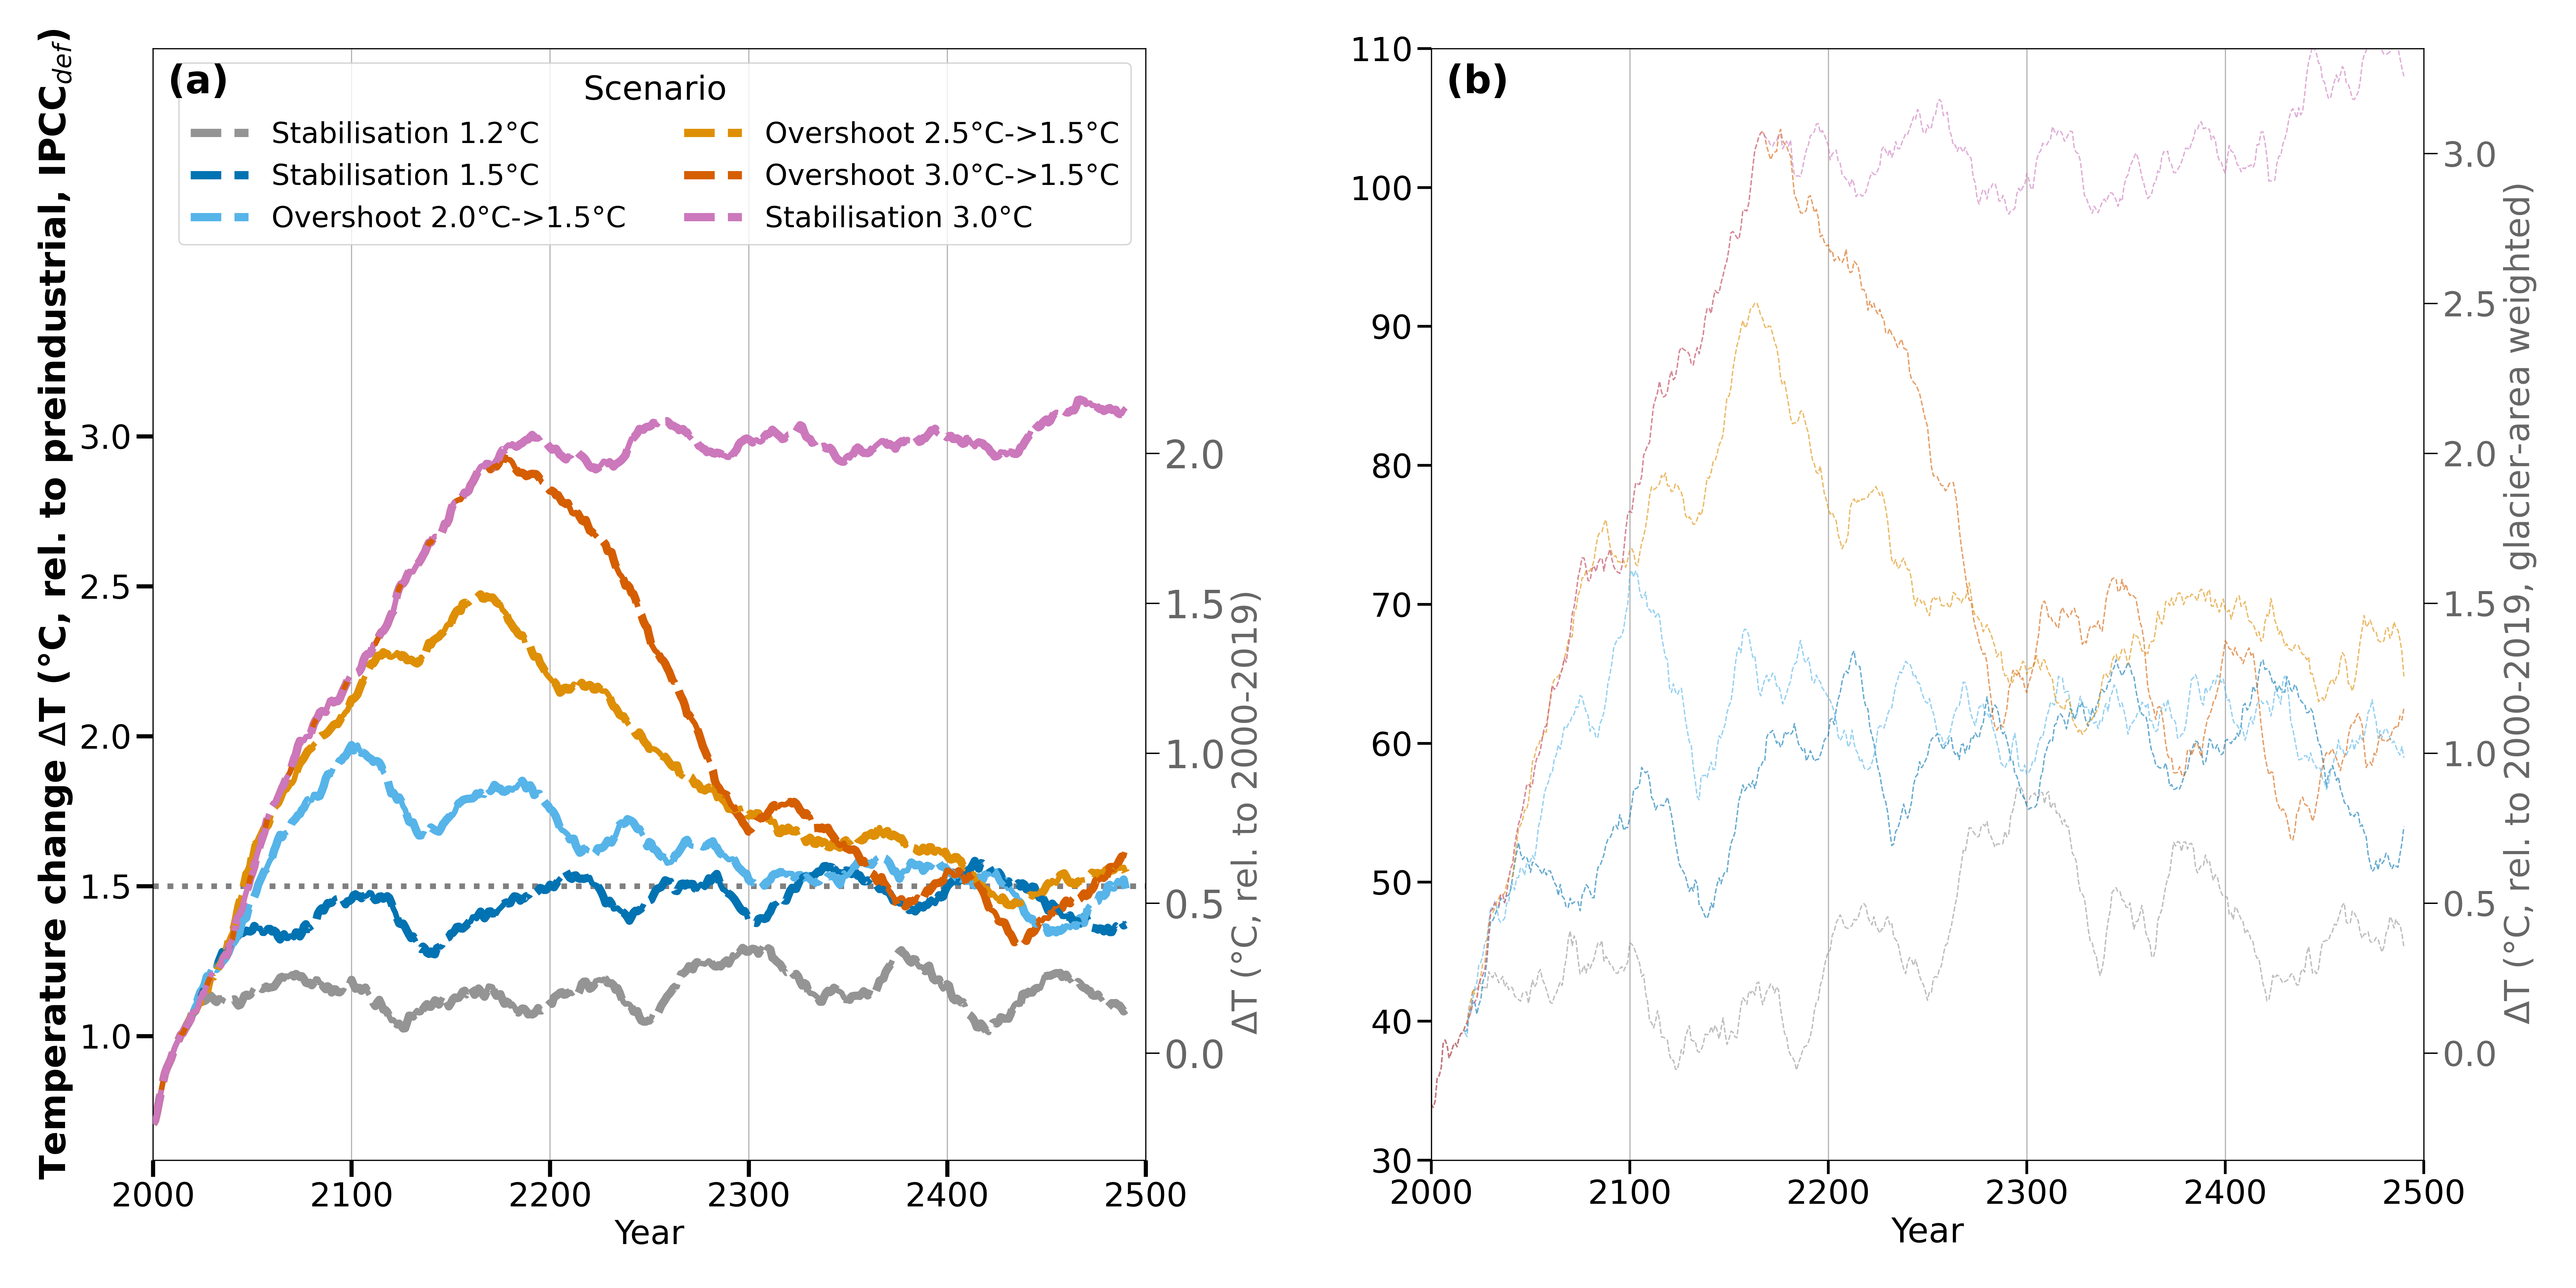 (a)
Scenario
Stabilisation 1.2°C
Stabilisation 1.5°C
Overshoot 2.0°C->1.5°C
Overshoot 2.5°C->1.5°C
Overshoot 3.0°C->1.5°C
Stabilisation 3.0°C
Temperature change ΔT (°C, rel. to preindustrial, IPCCdef)
3.0
2.5
2.0
1.5
1.0
2000 2100 2200 2300 2400 2500
Year
2.0
1.5
1.0
0.5
0.0
ΔT (°C, rel. to 2000-2019)
(b)
110
100
90
80
70
60
50
40
30
2000 2100 2200 2300 2400 2500
Year
3.0
2.5
2.0
1.5
1.0
0.5
0.0
ΔT (°C, rel. to 2000-2019, glacier-area weighted)